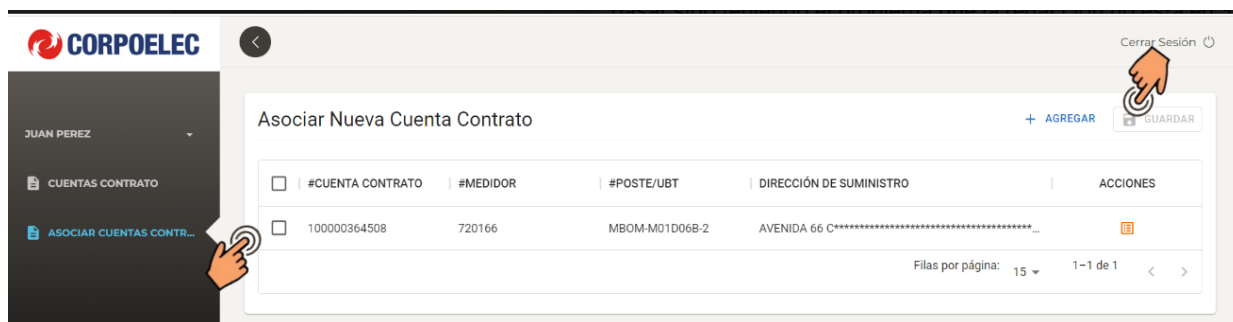 CORPOELEC
Cerrar Sesión
JUAN PEREZ
CUENTAS CONTRATO
ASOCIAR CUENTAS CONTR...
Asociar Nueva Cuenta Contrato
+ AGREGAR
GUARDAR
#CUENTA CONTRATO #MEDIDOR #POSTE/UBT DIRECCIÓN DE SUMINISTRO ACCIONES
100000364508 720166 MBOM-M01D06B-2 AVENIDA 66 C****************************************...
Filas por página: 15 1-1 de 1